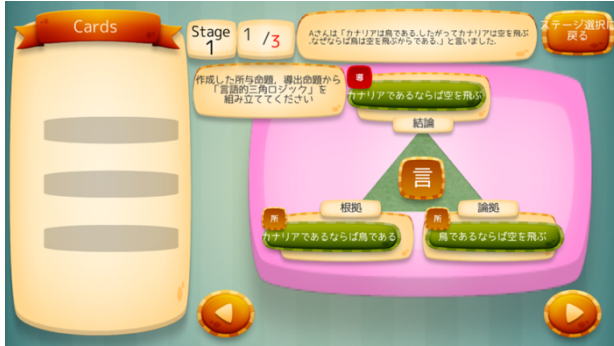 Cards
Stage
1
1 /3
Aさんは「カナリアは鳥である.したがってカナリアは空を飛ぶ
.なぜならば鳥は空を飛ぶからである.」と言いました.
ステージ選択に
戻る
作成した所与命題，導出命題から
「言語的三角ロジック」を
組み立ててください
導
カナリアであるならば空を飛ぶ
結論
言
根拠
論拠
所
カナリアであるならば鳥である
所
鳥であるならば空を飛ぶ